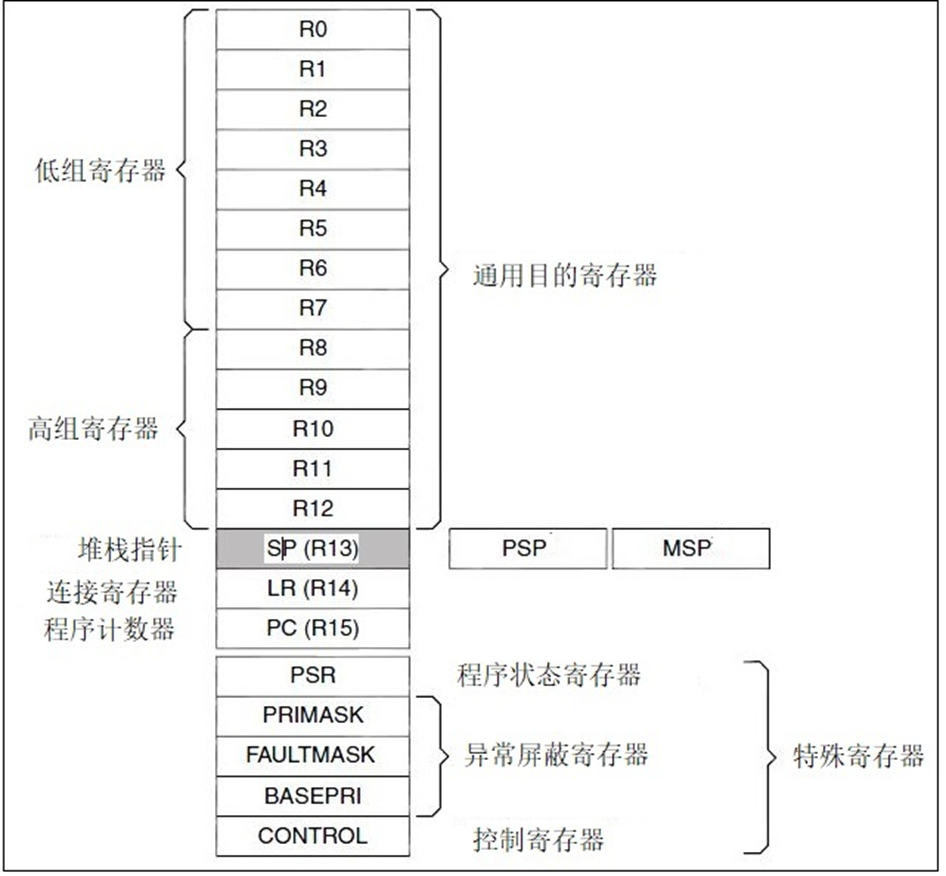 R0
R1
R2
R3
低组寄存器
R4
R5
R6
通用目的寄存器
R7
R8
R9
高组寄存器
R10
R11
R12
堆栈指针 SP (R13) PSP MSP
连接寄存器 LR (R14)
程序计数器 PC (R15)
PSR 程序状态寄存器
PRIMASK
FAULTMASK 异常屏蔽寄存器 特殊寄存器
BASEPRI
CONTROL 控制寄存器